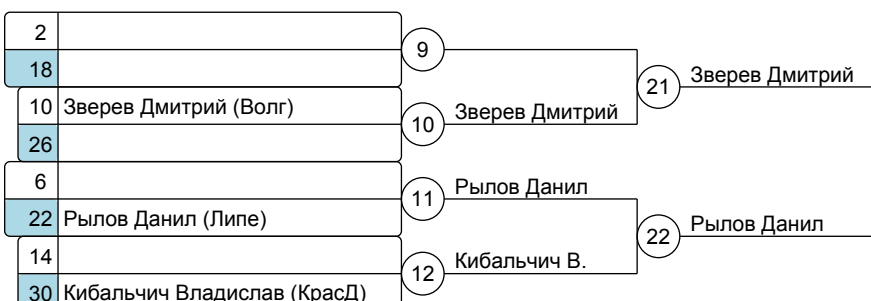 2
9
18
21 Зверев Дмитрий
10 Зверев Дмитрий (Волг)
10 Зверев Дмитрий
26
6
11 Рылов Данил
22 Рылов Данил (Липе)
22 Рылов Данил
14
12 Кибальчич В.
30 Кибальчич Владислав (КрасД)